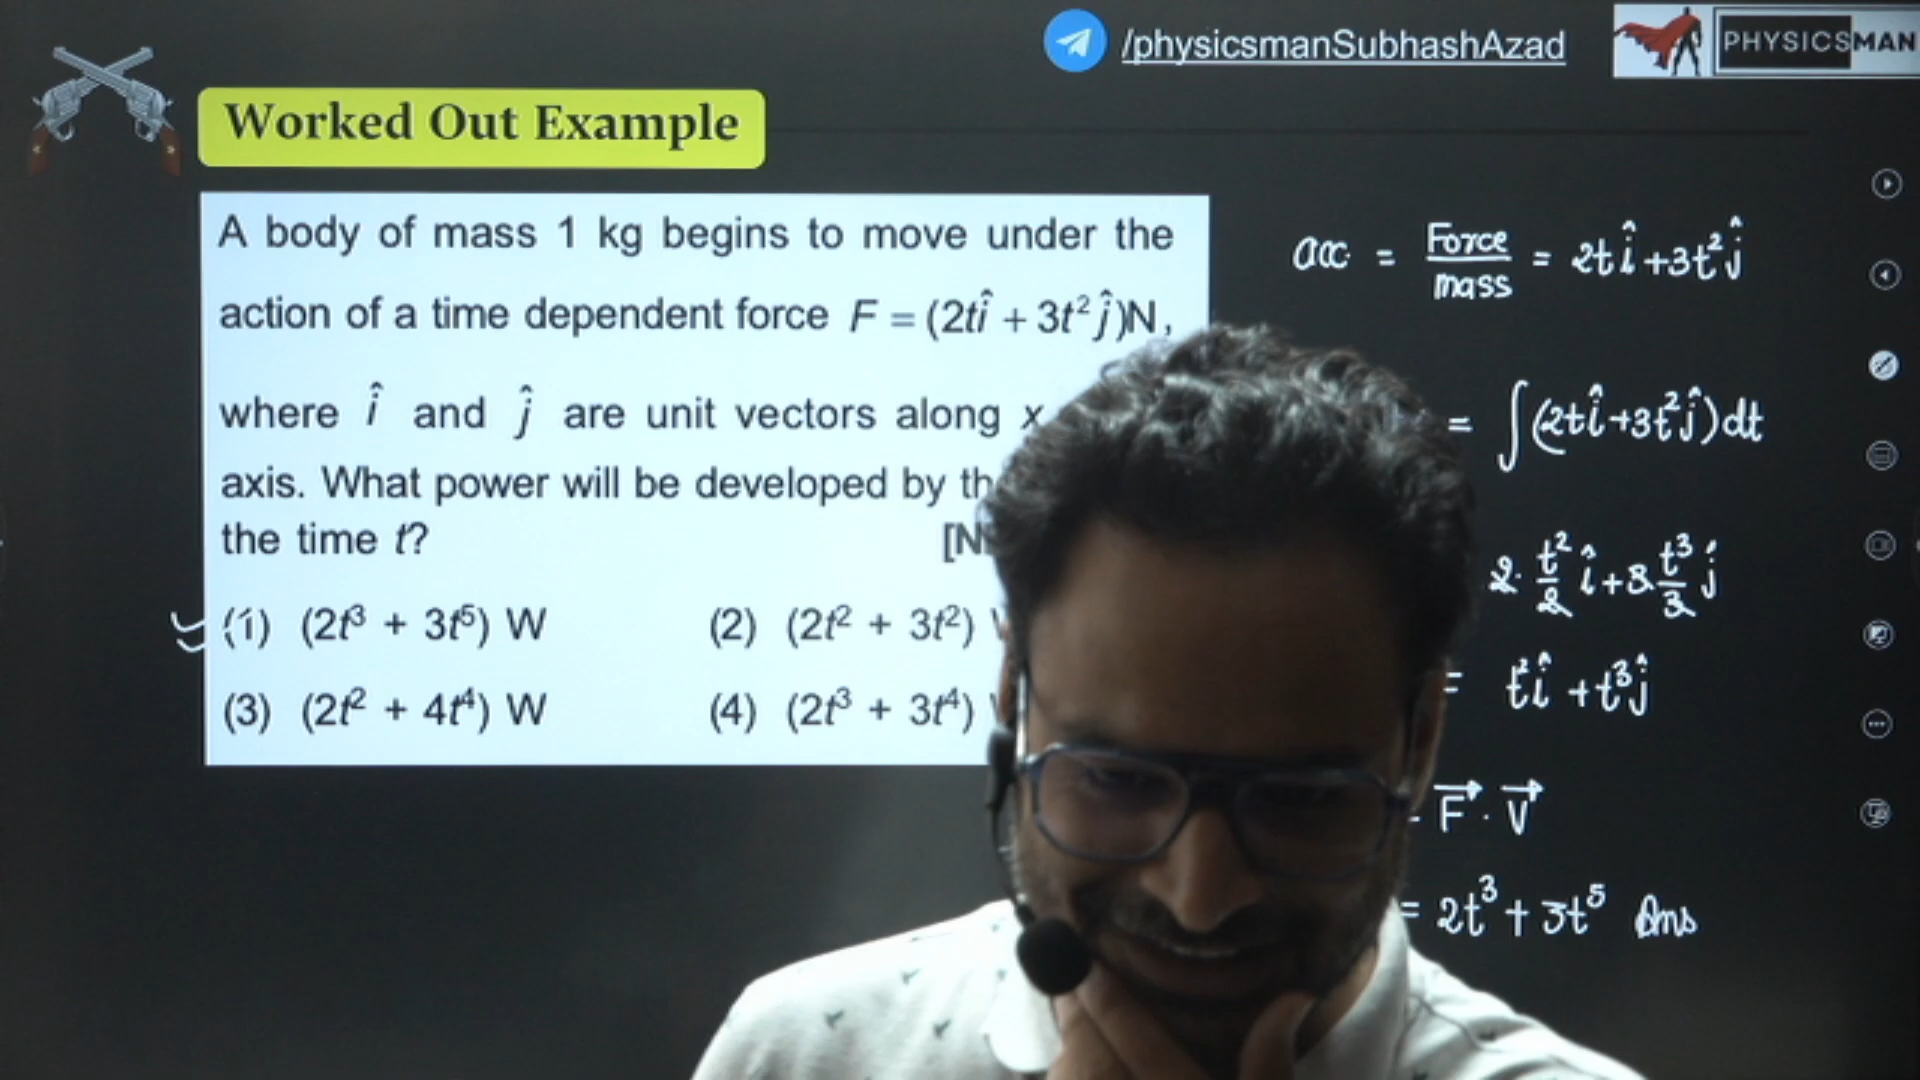 /physicsmanSubhashAzad
PHYSICSMAN
Worked Out Example
A body of mass 1 kg begins to move under the
action of a time dependent force F = (2tî + 3t²ĵ)N,
where î and ĵ are unit vectors along x
axis. What power will be developed by
the time t?
(1) (2t³ + 3t⁵) W (2) (2t² + 3t²)
(3) (2t² + 4t⁴) W (4) (2t³ + 3t⁴)
acc = Force/mass = 2tî+3t²ĵ
= ∫(2tî+3t²ĵ)dt
2·t²/2 î+3 t³/3 ĵ
= t²î +t³ĵ
F⃗ · V⃗
= 2t³ + 3t⁵ Ans